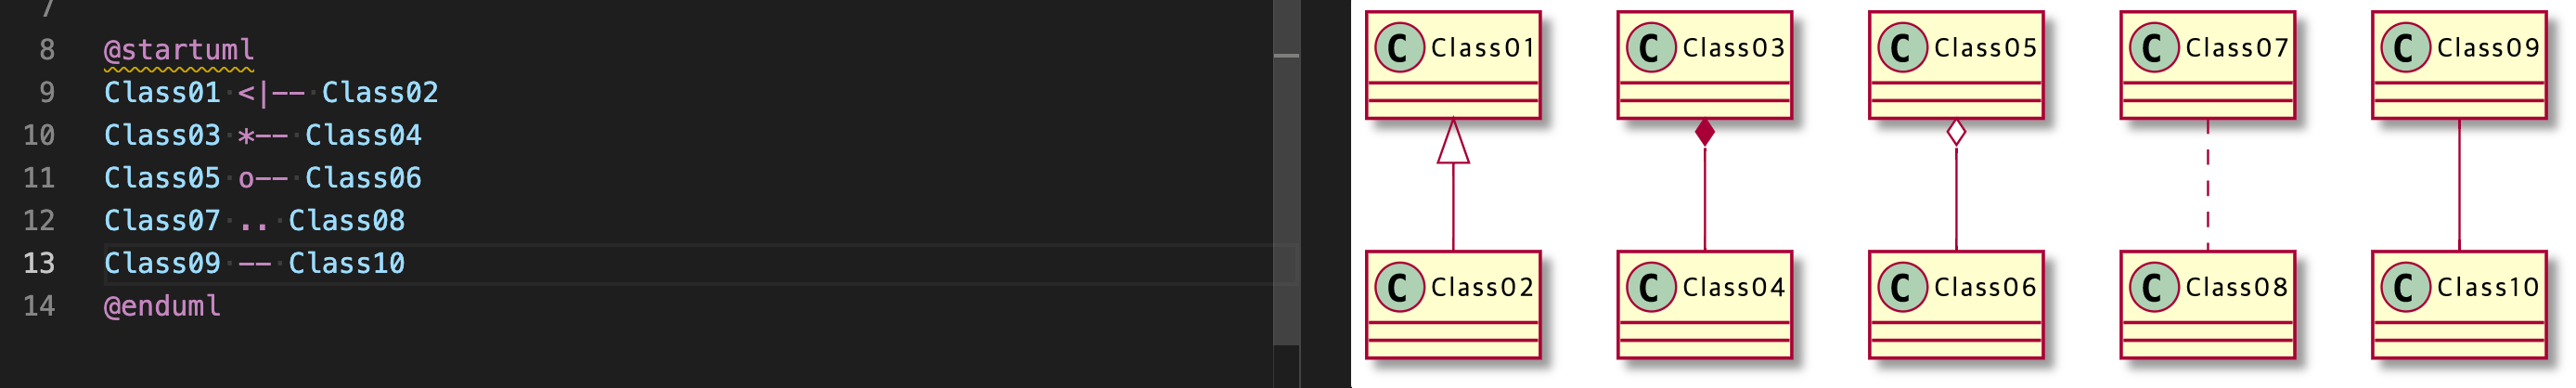 7
8 @startuml
9 Class01 <|-- Class02
10 Class03 *-- Class04
11 Class05 o-- Class06
12 Class07 .. Class08
13 Class09 -- Class10
14 @enduml
C Class01 C Class03 C Class05 C Class07 C Class09
C Class02 C Class04 C Class06 C Class08 C Class10